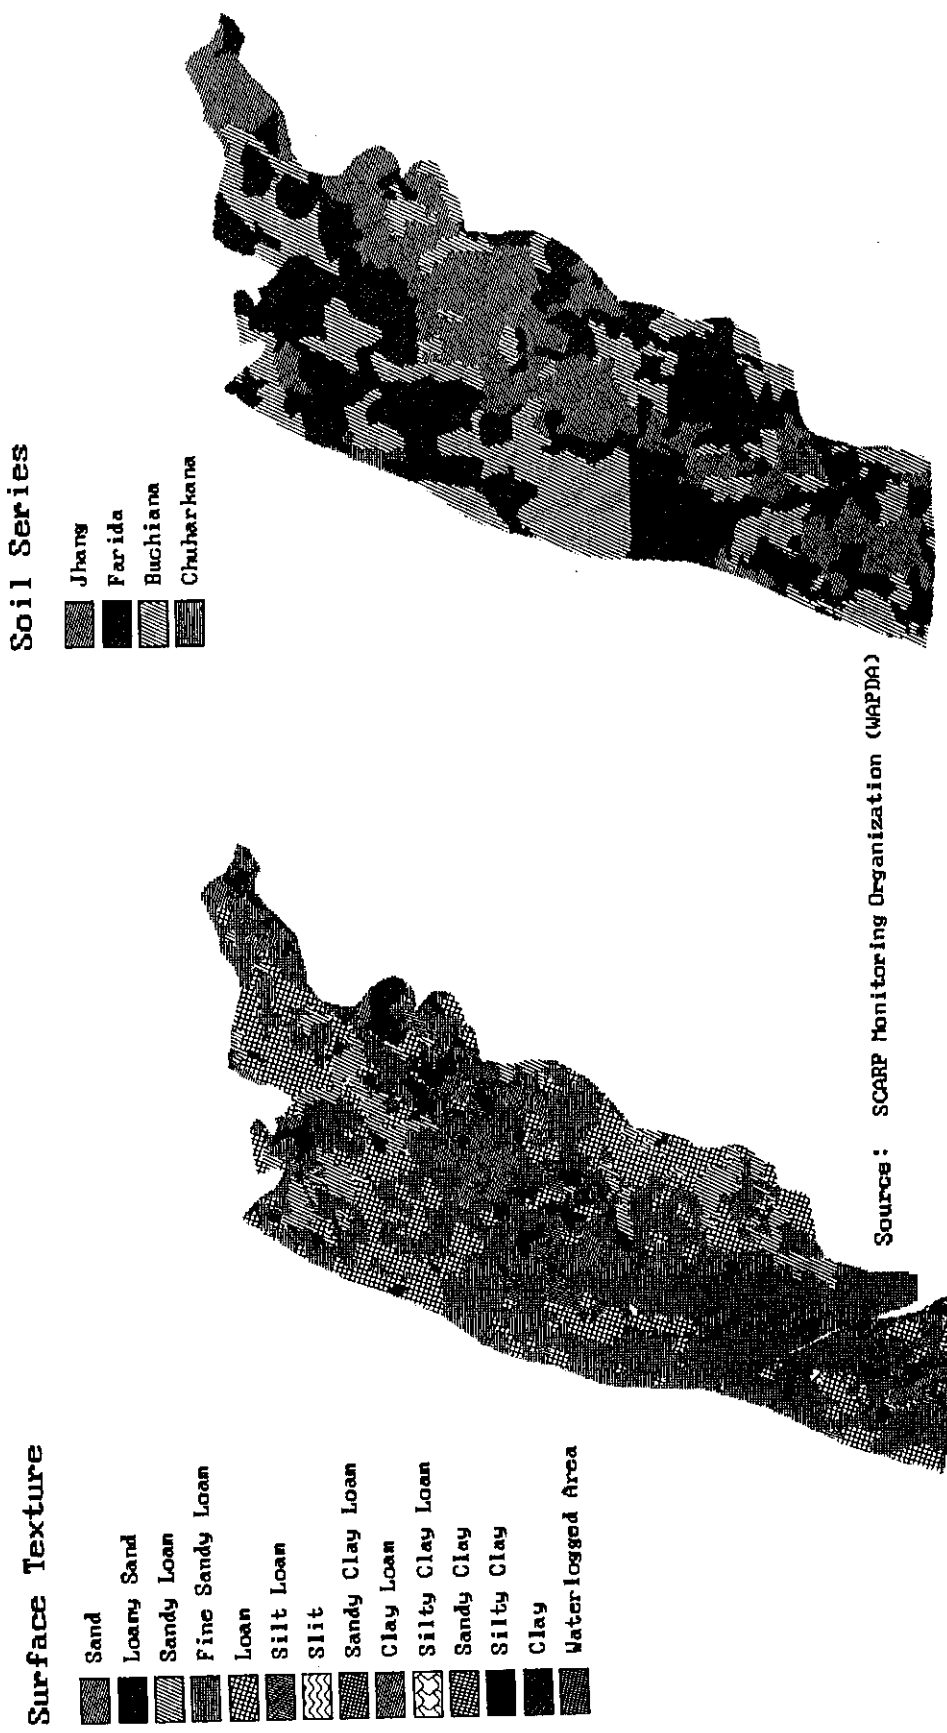 Surface Texture
Sand
Loamy Sand
Sandy Loam
Fine Sandy Loam
Loam
Silt Loam
Slit
Sandy Clay Loam
Clay Loam
Silty Clay Loam
Sandy Clay
Silty Clay
Clay
Waterlogged Area
Soil Series
Jhang
Farida
Buchiana
Chuharkana
Source: SCARP Monitoring Organization (WAPDA)